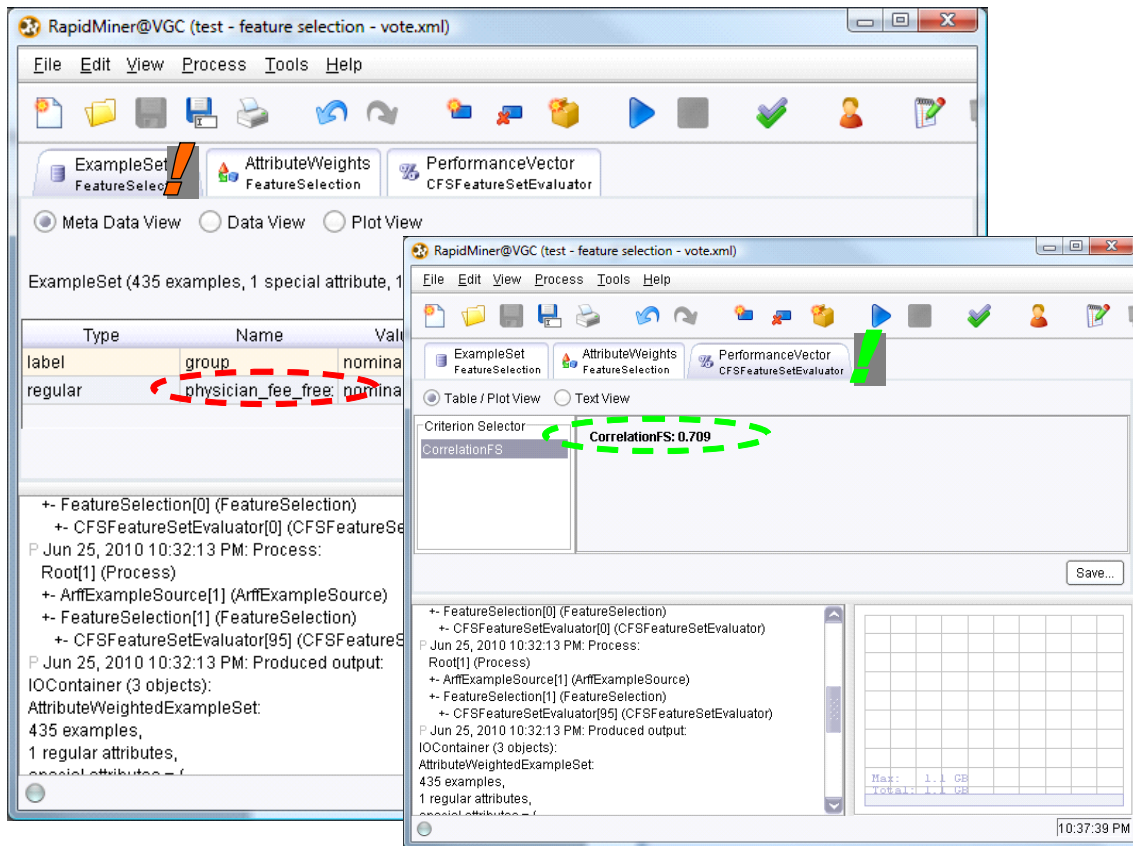 RapidMiner@VGC (test - feature selection - vote.xml)
File Edit View Process Tools Help
ExampleSet
FeatureSelec
AttributeWeights
FeatureSelection
PerformanceVector
CFSFeatureSetEvaluator
Meta Data View Data View Plot View
ExampleSet (435 examples, 1 special attribute, 1
Type Name Valu
label group nomina
regular physician_fee_freez nomina
+- FeatureSelection[0] (FeatureSelection)
+- CFSFeatureSetEvaluator[0] (CFSFeatureSe
P Jun 25, 2010 10:32:13 PM: Process:
Root[1] (Process)
+- ArffExampleSource[1] (ArffExampleSource)
+- FeatureSelection[1] (FeatureSelection)
+- CFSFeatureSetEvaluator[95] (CFSFeatureS
P Jun 25, 2010 10:32:13 PM: Produced output:
IOContainer (3 objects):
AttributeWeightedExampleSet:
435 examples,
1 regular attributes,
special attributes = {
RapidMiner@VGC (test - feature selection - vote.xml)
File Edit View Process Tools Help
ExampleSet
FeatureSelection
AttributeWeights
FeatureSelection
PerformanceVector
CFSFeatureSetEvaluator
Table / Plot View Text View
Criterion Selector
CorrelationFS
CorrelationFS: 0.709
Save...
+- FeatureSelection[0] (FeatureSelection)
+- CFSFeatureSetEvaluator[0] (CFSFeatureSetEvaluator)
P Jun 25, 2010 10:32:13 PM: Process:
Root[1] (Process)
+- ArffExampleSource[1] (ArffExampleSource)
+- FeatureSelection[1] (FeatureSelection)
+- CFSFeatureSetEvaluator[95] (CFSFeatureSetEvaluator)
P Jun 25, 2010 10:32:13 PM: Produced output:
IOContainer (3 objects):
AttributeWeightedExampleSet:
435 examples,
1 regular attributes,
special attributes = {
Max: 1.1 GB
Total: 1.1 GB
10:37:39 PM